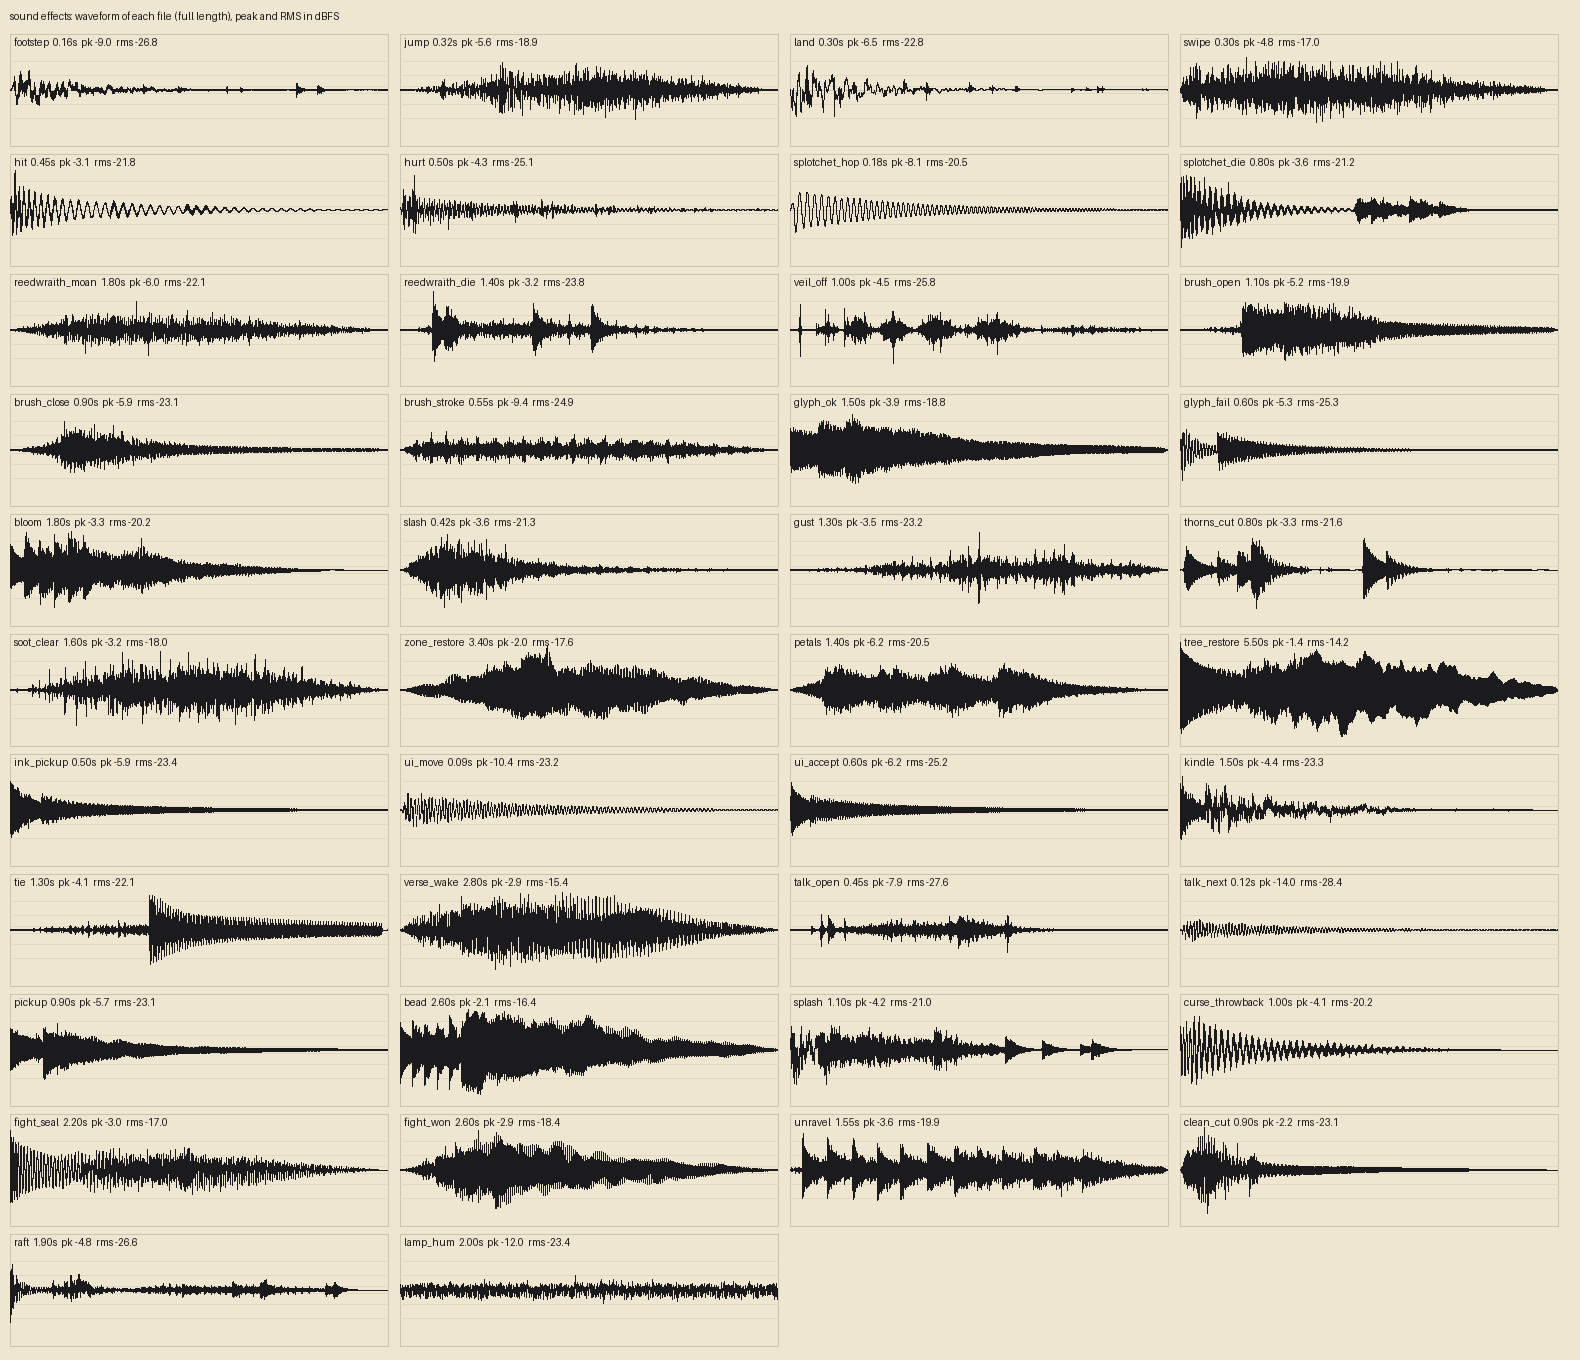 sound effects: waveform of each file (full length), peak and RMS in dBFS
footstep 0.16s pk -9.0 rms -26.8
jump 0.32s pk -5.6 rms -18.9
land 0.30s pk -6.5 rms -22.8
swipe 0.30s pk -4.8 rms -17.0
hit 0.45s pk -3.1 rms -21.8
hurt 0.50s pk -4.3 rms -25.1
splotchet_hop 0.18s pk -8.1 rms -20.5
splotchet_die 0.80s pk -3.6 rms -21.2
reedwraith_moan 1.80s pk -6.0 rms -22.1
reedwraith_die 1.40s pk -3.2 rms -23.8
veil_off 1.00s pk -4.5 rms -25.8
brush_open 1.10s pk -5.2 rms -19.9
brush_close 0.90s pk -5.9 rms -23.1
brush_stroke 0.55s pk -9.4 rms -24.9
glyph_ok 1.50s pk -3.9 rms -18.8
glyph_fail 0.60s pk -5.3 rms -25.3
bloom 1.80s pk -3.3 rms -20.2
slash 0.42s pk -3.6 rms -21.3
gust 1.30s pk -3.5 rms -23.2
thorns_cut 0.80s pk -3.3 rms -21.6
soot_clear 1.60s pk -3.2 rms -18.0
zone_restore 3.40s pk -2.0 rms -17.6
petals 1.40s pk -6.2 rms -20.5
tree_restore 5.50s pk -1.4 rms -14.2
ink_pickup 0.50s pk -5.9 rms -23.4
ui_move 0.09s pk -10.4 rms -23.2
ui_accept 0.60s pk -6.2 rms -25.2
kindle 1.50s pk -4.4 rms -23.3
tie 1.30s pk -4.1 rms -22.1
verse_wake 2.80s pk -2.9 rms -15.4
talk_open 0.45s pk -7.9 rms -27.6
talk_next 0.12s pk -14.0 rms -28.4
pickup 0.90s pk -5.7 rms -23.1
bead 2.60s pk -2.1 rms -16.4
splash 1.10s pk -4.2 rms -21.0
curse_throwback 1.00s pk -4.1 rms -20.2
fight_seal 2.20s pk -3.0 rms -17.0
fight_won 2.60s pk -2.9 rms -18.4
unravel 1.55s pk -3.6 rms -19.9
clean_cut 0.90s pk -2.2 rms -23.1
raft 1.90s pk -4.8 rms -26.6
lamp_hum 2.00s pk -12.0 rms -23.4